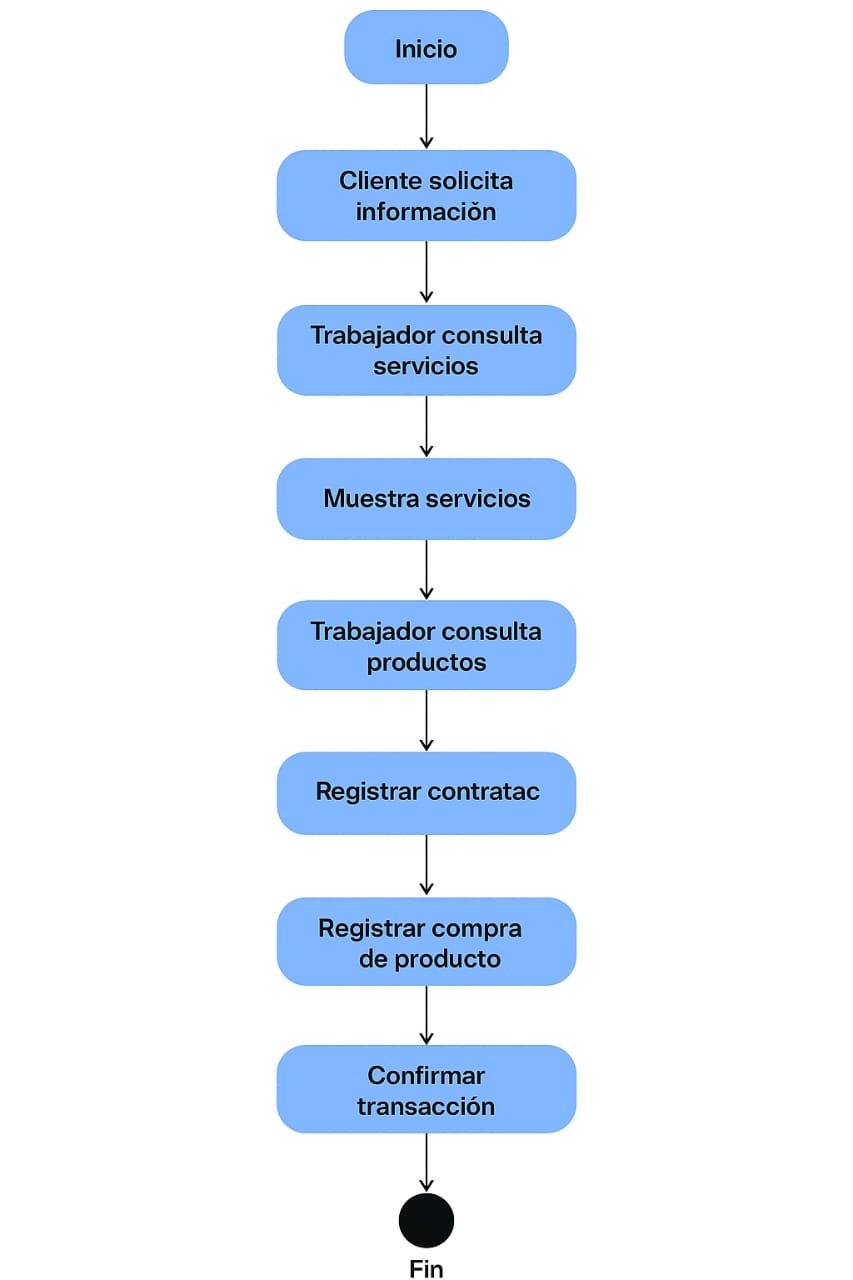 Inicio
Cliente solicita
informaciǒn
Trabajador consulta
servicios
Muestra servicios
Trabajador consulta
productos
Registrar contratac
Registrar compra
de producto
Confirmar
transacción
Fin